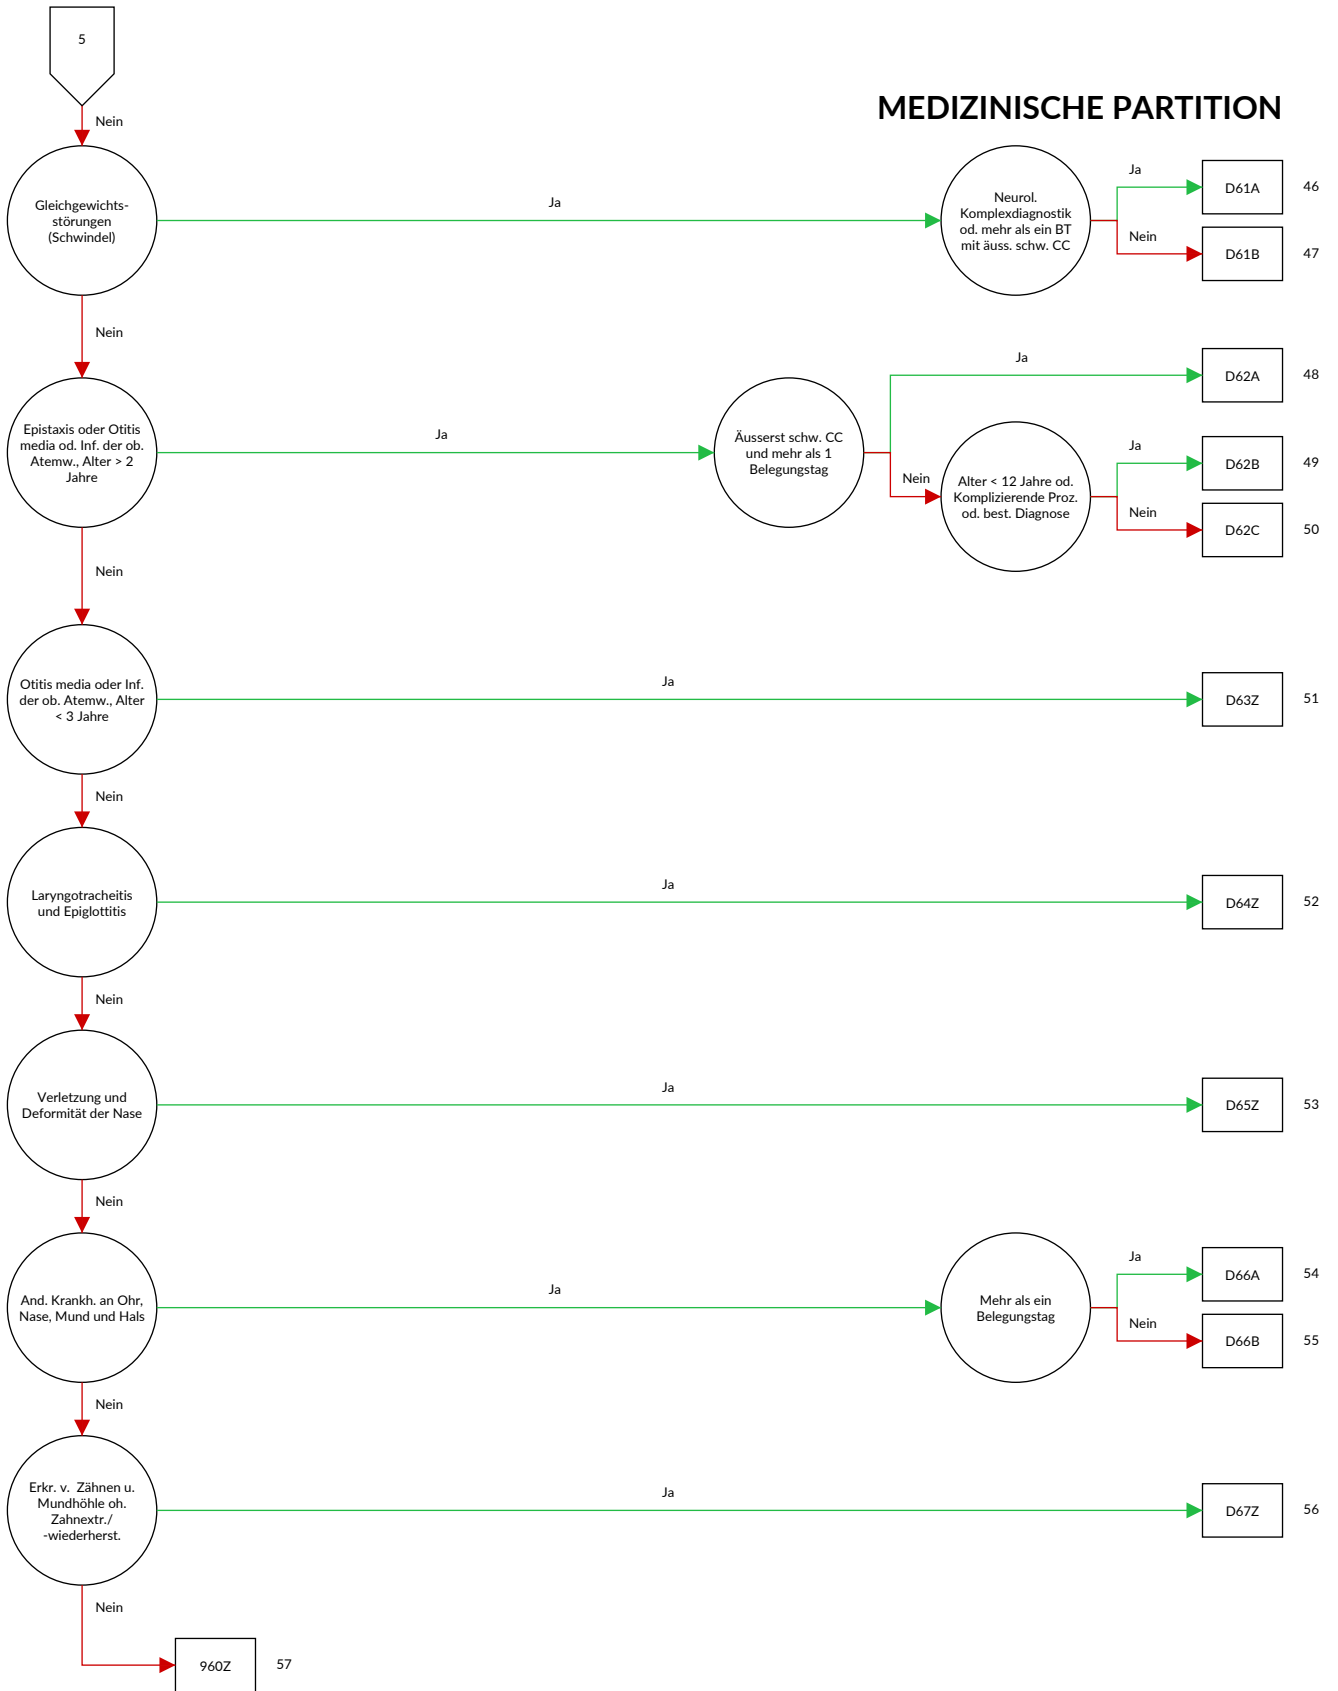 5
MEDIZINISCHE PARTITION
Nein
Gleichgewichts-
störungen
(Schwindel)
Ja
Neurol.
Komplexdiagnostik
od. mehr als ein BT
mit äuss. schw. CC
Ja
D61A
46
Nein
D61B
47
Nein
Epistaxis oder Otitis
media od. Inf. der ob.
Atemw., Alter > 2
Jahre
Ja
Äusserst schw. CC
und mehr als 1
Belegungstag
Ja
D62A
48
Nein
Alter < 12 Jahre od.
Komplizierende Proz.
od. best. Diagnose
Ja
D62B
49
Nein
D62C
50
Nein
Otitis media oder Inf.
der ob. Atemw., Alter
< 3 Jahre
Ja
D63Z
51
Nein
Laryngotracheitis
und Epiglottitis
Ja
D64Z
52
Nein
Verletzung und
Deformität der Nase
Ja
D65Z
53
Nein
And. Krankh. an Ohr,
Nase, Mund und Hals
Ja
Mehr als ein
Belegungstag
Ja
D66A
54
Nein
D66B
55
Nein
Erkr. v. Zähnen u.
Mundhöhle oh.
Zahnextr./
-wiederherst.
Ja
D67Z
56
Nein
960Z
57